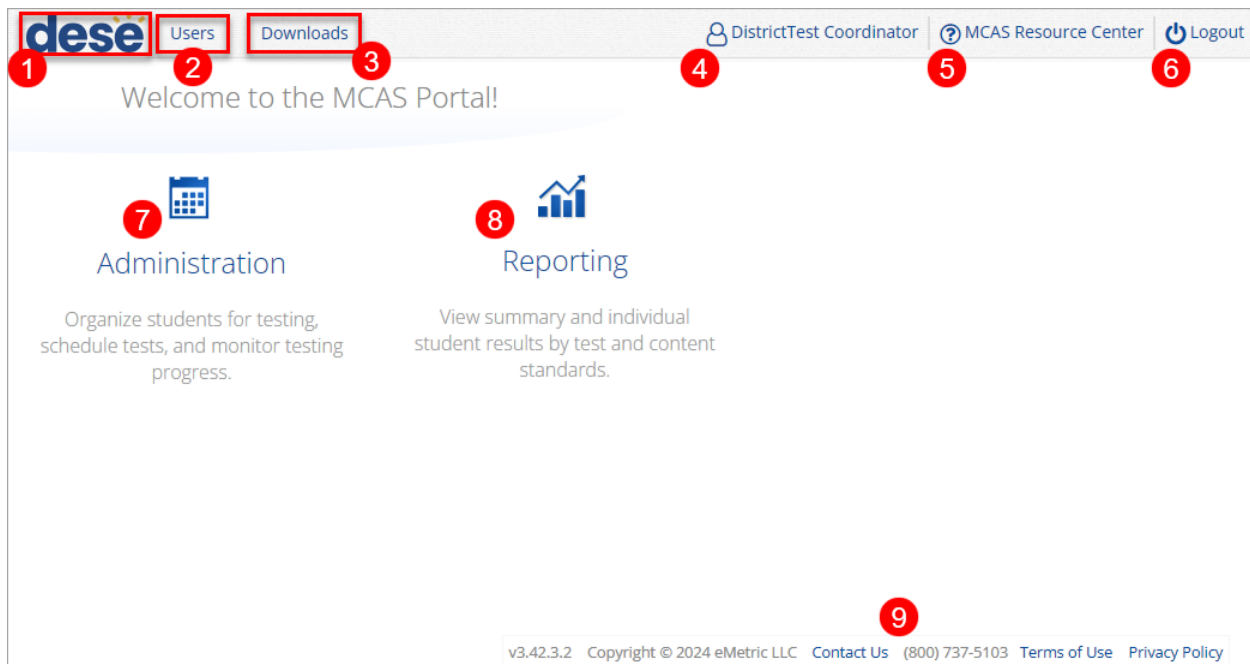 dese Users Downloads DistrictTest Coordinator MCAS Resource Center Logout
1 2 3 4 5 6
Welcome to the MCAS Portal!
7 8
Administration Reporting
Organize students for testing,
schedule tests, and monitor testing
progress.
View summary and individual
student results by test and content
standards.
9
v3.42.3.2 Copyright © 2024 eMetric LLC Contact Us (800) 737-5103 Terms of Use Privacy Policy